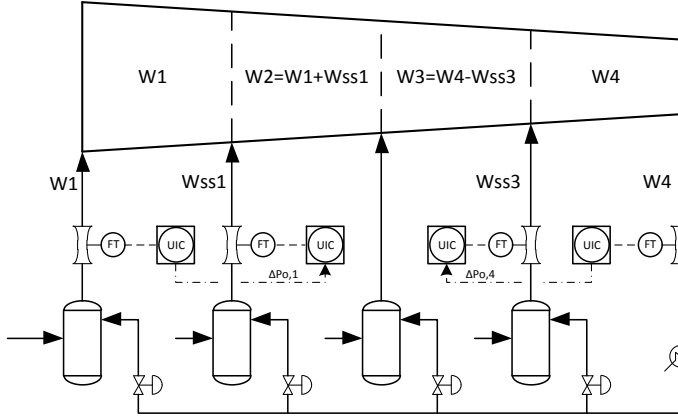 W1
W2=W1+Wss1
W3=W4-Wss3
W4
W1
Wss1
Wss3
W4
FT
UIC
FT
UIC
UIC
FT
UIC
FT
ΔPo,1
ΔPo,4